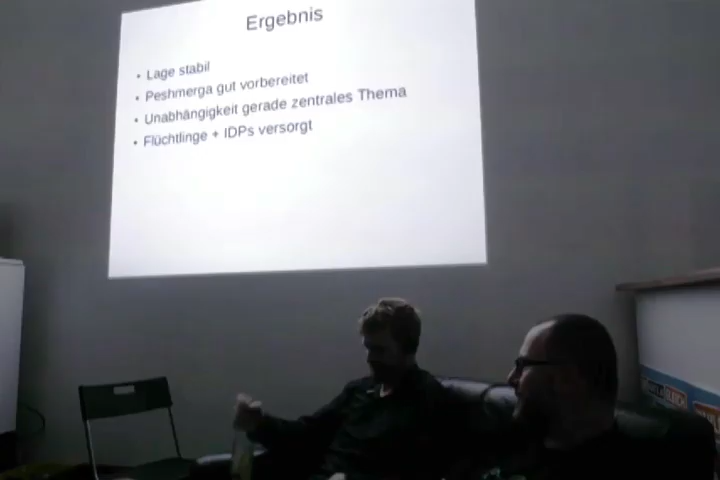 Ergebnis
• Lage stabil
• Peshmerga gut vorbereitet
• Unabhängigkeit gerade zentrales Thema
• Flüchtlinge + IDPs versorgt